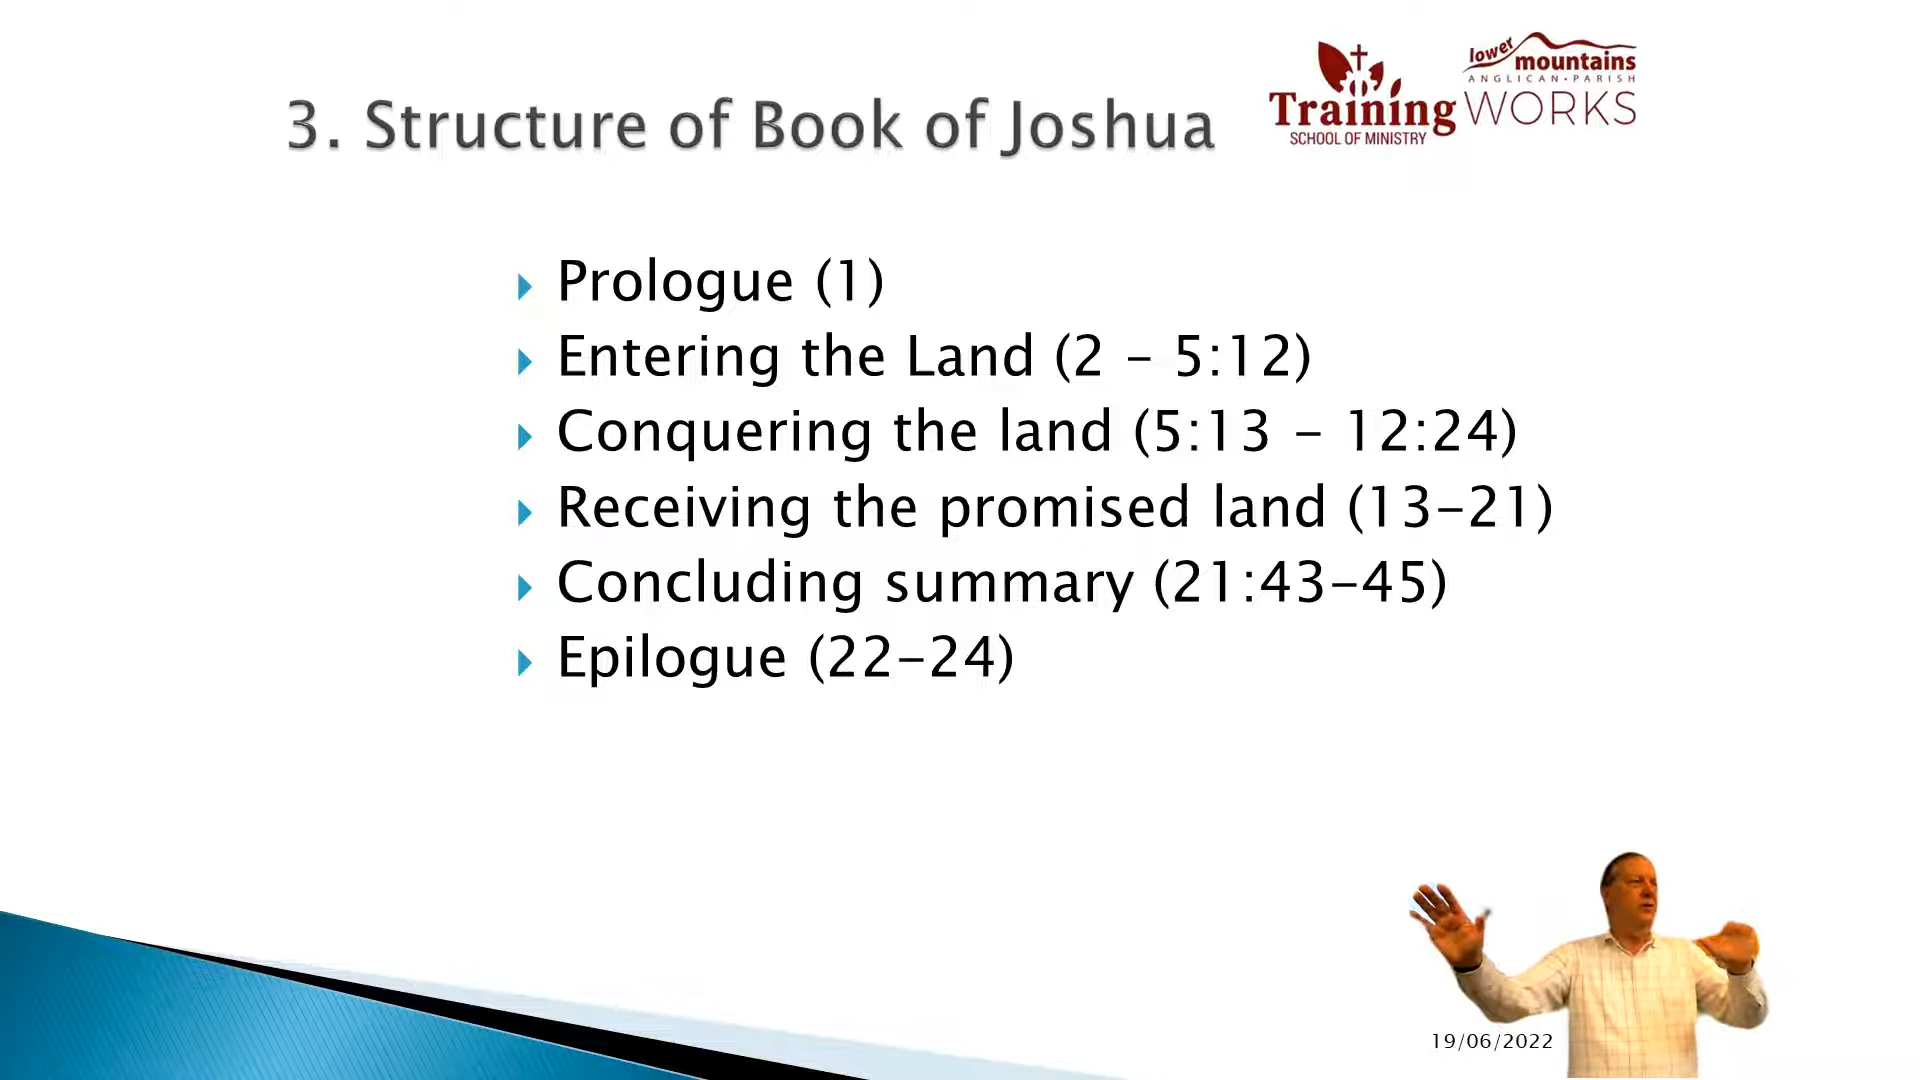 3. Structure of Book of Joshua
Training
SCHOOL OF MINISTRY
lower
mountains
ANGLICAN • PARISH
WORKS
Prologue (1)
Entering the Land (2 – 5:12)
Conquering the land (5:13 – 12:24)
Receiving the promised land (13–21)
Concluding summary (21:43–45)
Epilogue (22–24)
19/06/2022